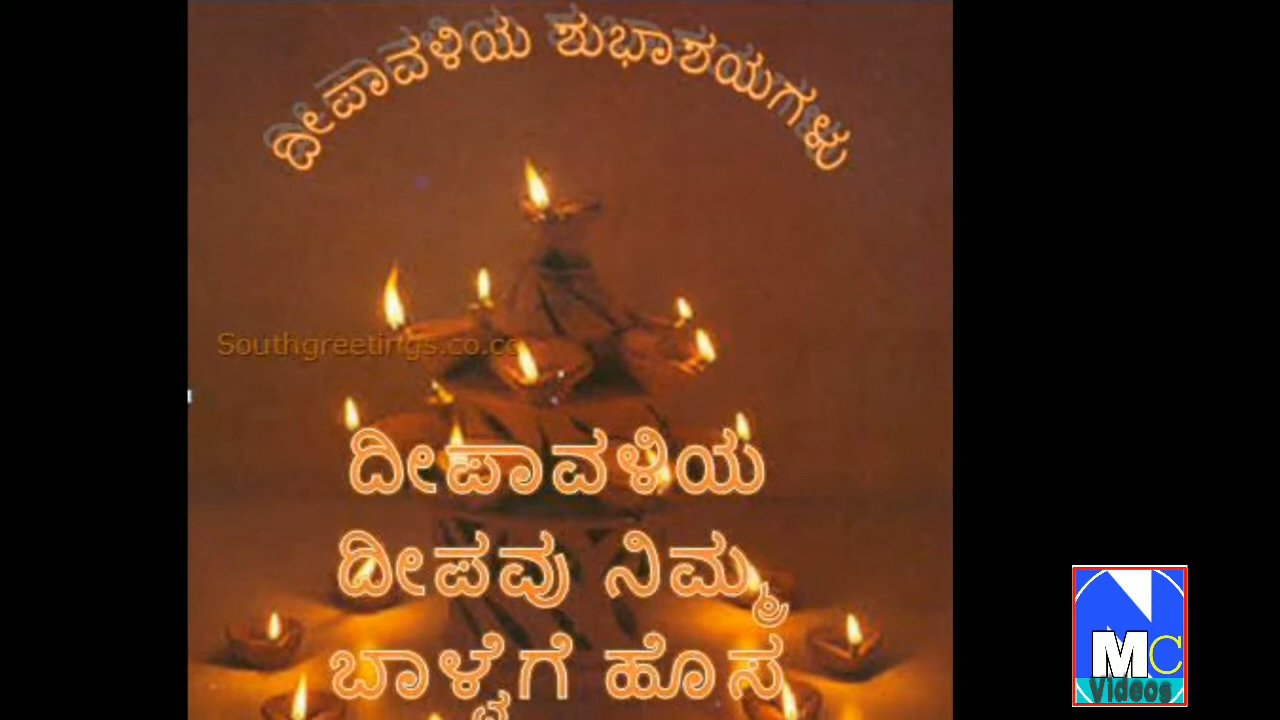 ದೀಪಾವಳಿಯ ಶುಭಾಶಯಗಳು
Southgreetings.co.cc
ದೀಪಾವಳಿಯ
ದೀಪವು ನಿಮ್ಮ
ಬಾಳ್ವೆಗೆ ಹೊಸ
MC
Videos